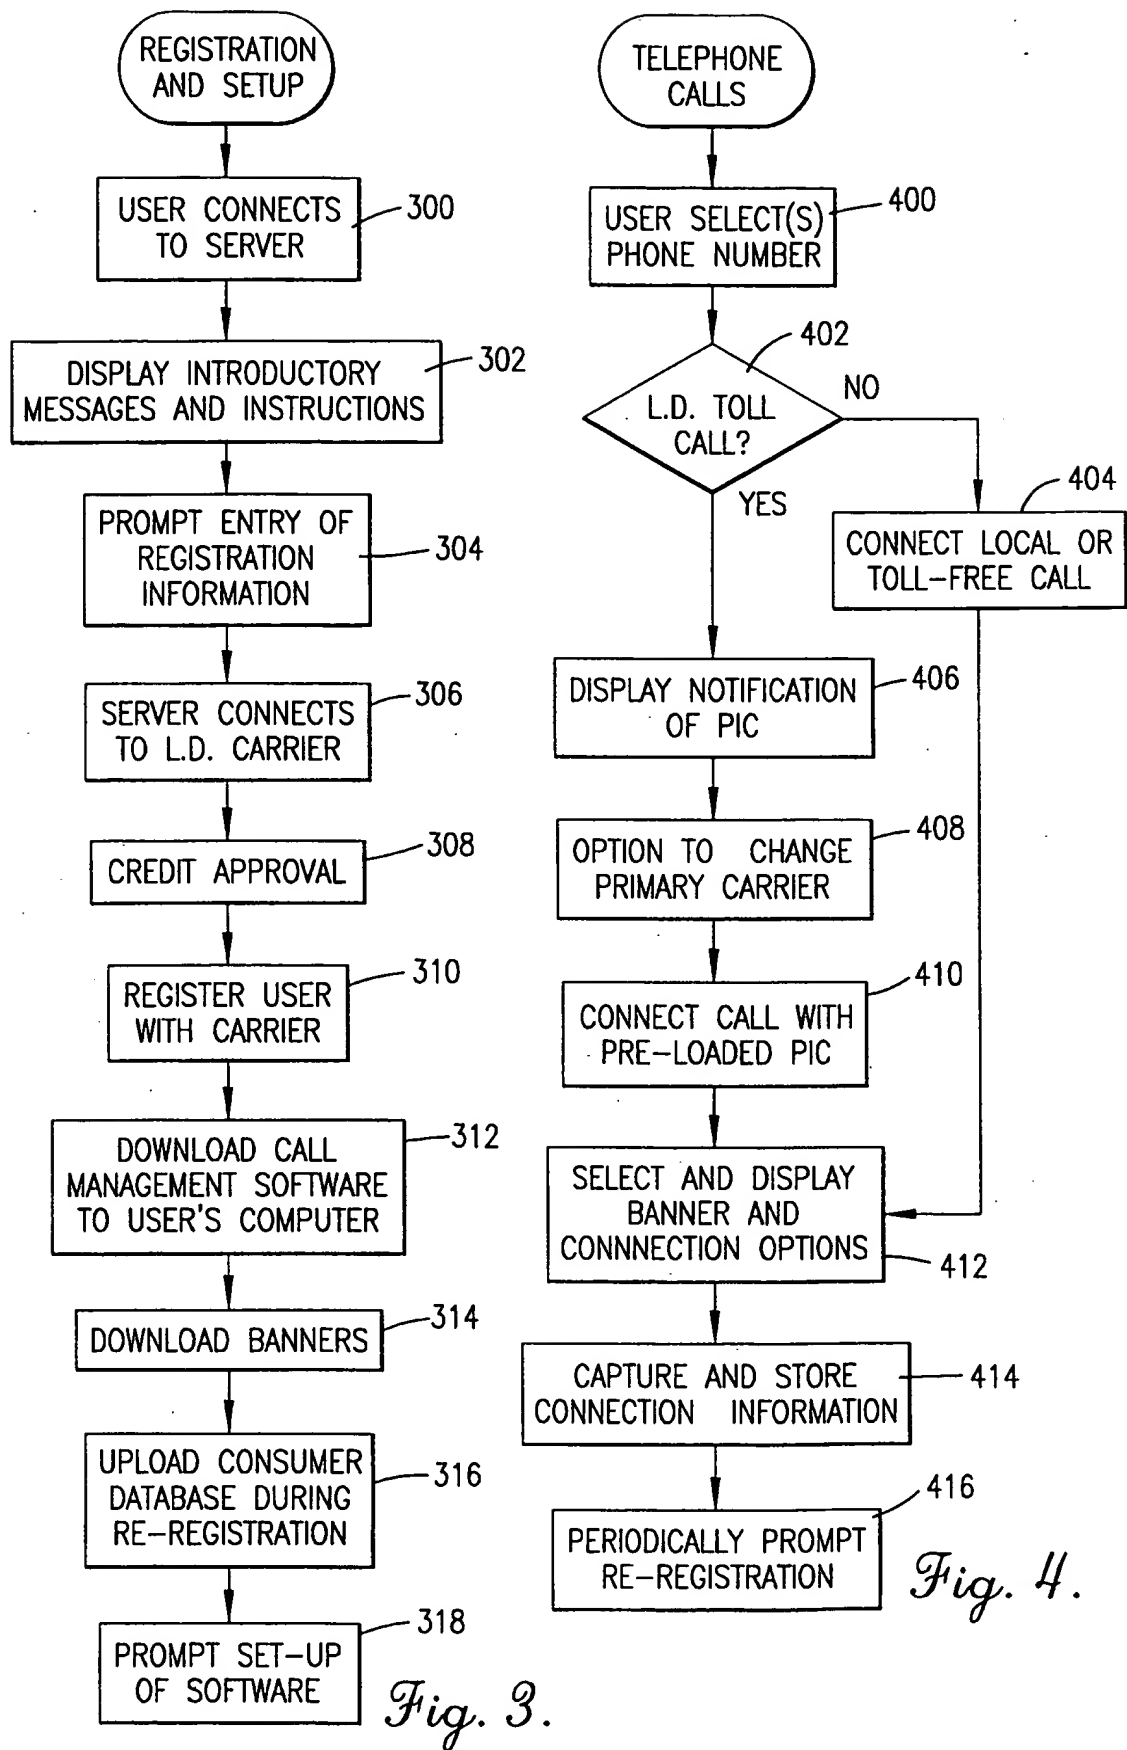 REGISTRATION
AND SETUP
USER CONNECTS
TO SERVER
300
DISPLAY INTRODUCTORY
MESSAGES AND INSTRUCTIONS
302
PROMPT ENTRY OF
REGISTRATION
INFORMATION
304
SERVER CONNECTS
TO L.D. CARRIER
306
CREDIT APPROVAL
308
REGISTER USER
WITH CARRIER
310
DOWNLOAD CALL
MANAGEMENT SOFTWARE
TO USER'S COMPUTER
312
DOWNLOAD BANNERS
314
UPLOAD CONSUMER
DATABASE DURING
RE-REGISTRATION
316
PROMPT SET-UP
OF SOFTWARE
318
Fig. 3.
TELEPHONE
CALLS
USER SELECT(S)
PHONE NUMBER
400
L.D. TOLL
CALL?
402
NO
YES
CONNECT LOCAL OR
TOLL-FREE CALL
404
DISPLAY NOTIFICATION
OF PIC
406
OPTION TO CHANGE
PRIMARY CARRIER
408
CONNECT CALL WITH
PRE-LOADED PIC
410
SELECT AND DISPLAY
BANNER AND
CONNNECTION OPTIONS
412
CAPTURE AND STORE
CONNECTION INFORMATION
414
PERIODICALLY PROMPT
RE-REGISTRATION
416
Fig. 4.